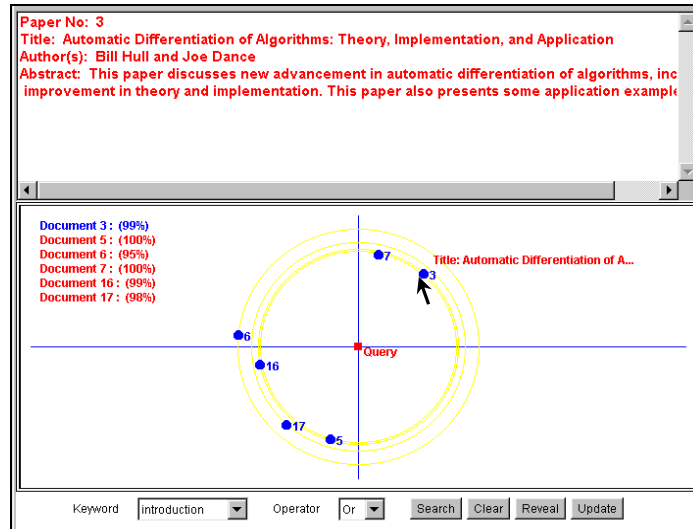 Paper No: 3
Title: Automatic Differentiation of Algorithms: Theory, Implementation, and Application
Author(s): Bill Hull and Joe Dance
Abstract: This paper discusses new advancement in automatic differentiation of algorithms, inc
improvement in theory and implementation. This paper also presents some application example
Document 3 : (99%)
Document 5 : (100%)
Document 6 : (95%)
Document 7 : (100%)
Document 16 : (99%)
Document 17 : (98%)
7
Title: Automatic Differentiation of A...
3
6
Query
16
17
5
Keyword introduction Operator Or Search Clear Reveal Update